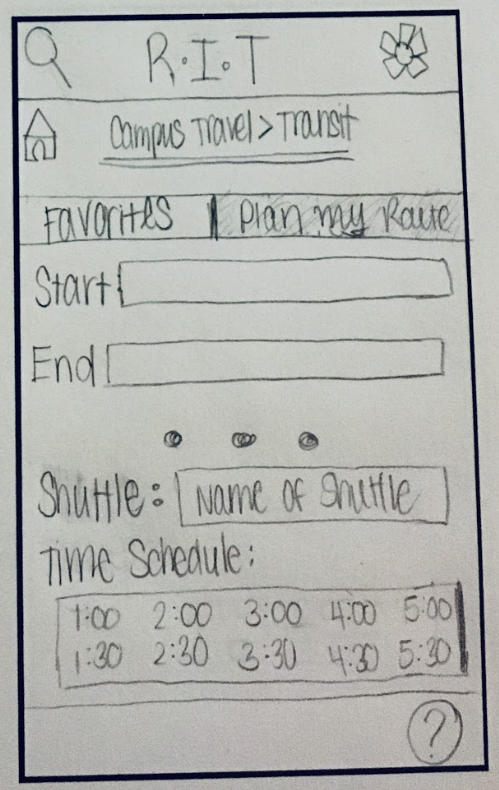 R.I.T
Campus Travel > Transit
Favorites | Plan my Route
Start
End
Shuttle: Name of Shuttle
Time Schedule:
1:00 2:00 3:00 4:00 5:00
1:30 2:30 3:30 4:30 5:30
?